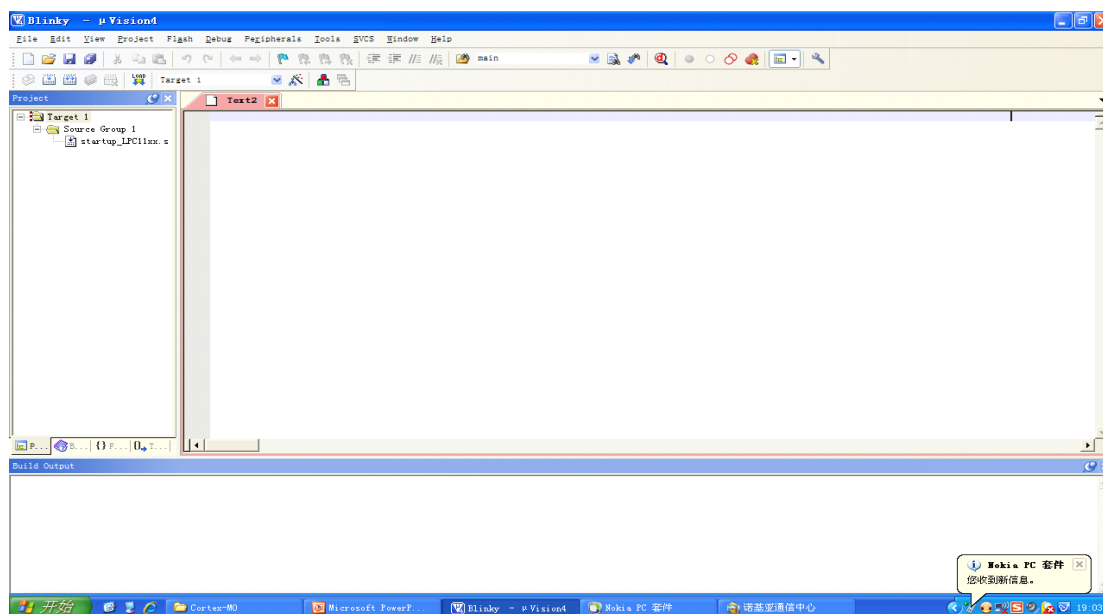 Blinky - μVision4
File Edit View Project Flash Debug Peripherals Tools SVCS Window Help
main
LOAD Target 1
Project
Text2
Target 1
Source Group 1
startup_LPC11xx.s
P... B... {} F... 0 T...
Build Output
Nokia PC 套件
您收到新信息。
开始 Cortex-M0 Microsoft PowerP... Blinky - μVision4 Nokia PC 套件 诺基亚通信中心 19:03